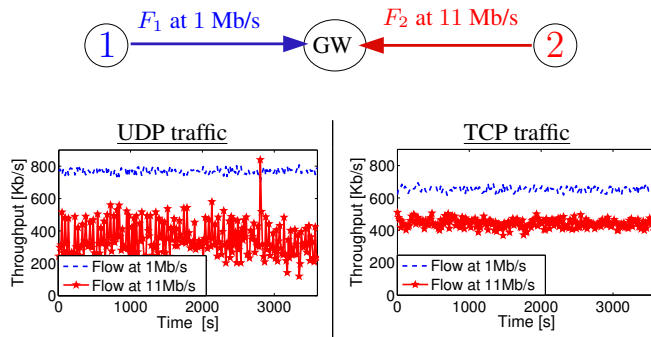 F1 at 1 Mb/s
F2 at 11 Mb/s
1
GW
2
UDP traffic
800
600
400
200
0
Throughput [Kb/s]
Flow at 1Mb/s
Flow at 11Mb/s
0
1000
2000
3000
Time [s]
TCP traffic
800
600
400
200
0
Throughput [Kb/s]
Flow at 1Mb/s
Flow at 11Mb/s
0
1000
2000
3000
Time [s]